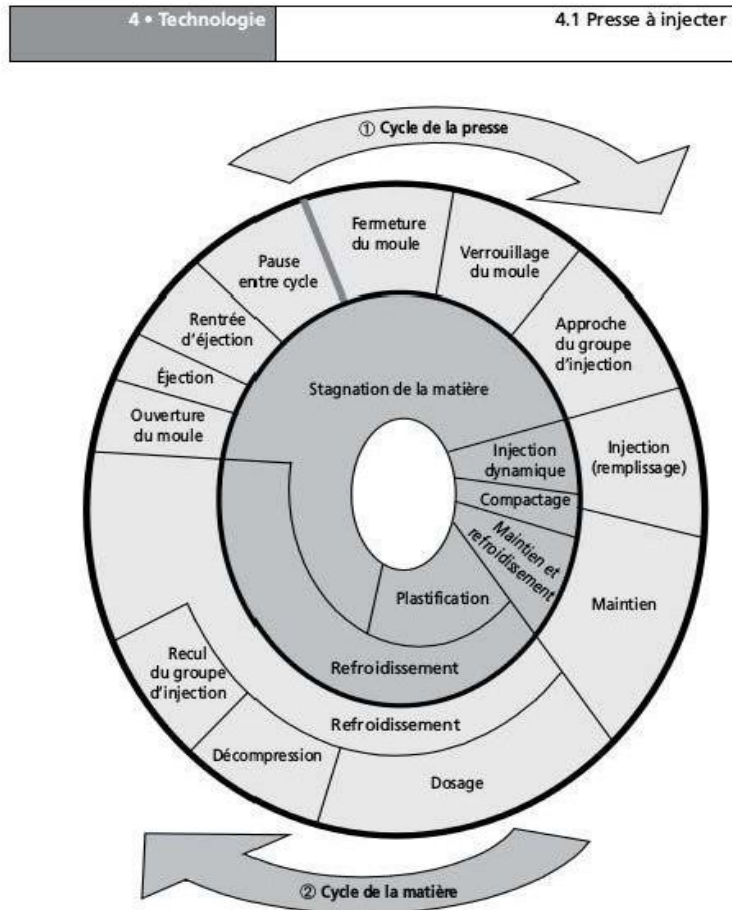 4 • Technologie
4.1 Presse à injecter
① Cycle de la presse
Fermeture
du moule
Verrouillage
du moule
Pause
entre cycle
Approche
du groupe
d'injection
Rentrée
d'éjection
Éjection
Ouverture
du moule
Stagnation de la matière
Injection
dynamique
Injection
(remplissage)
Compactage
Maintien et
refroidissement
Maintien
Plastification
Refroidissement
Recul
du groupe
d'injection
Refroidissement
Décompression
Dosage
② Cycle de la matière